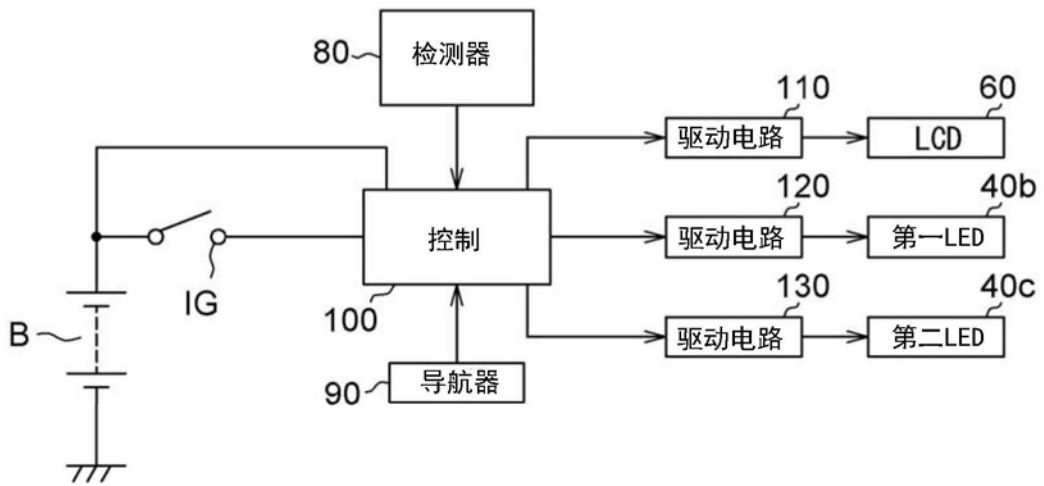 80
检测器
110
60
驱动电路
LCD
120
40b
控制
驱动电路
第一LED
IG
100
130
40c
B
驱动电路
第二LED
90
导航器